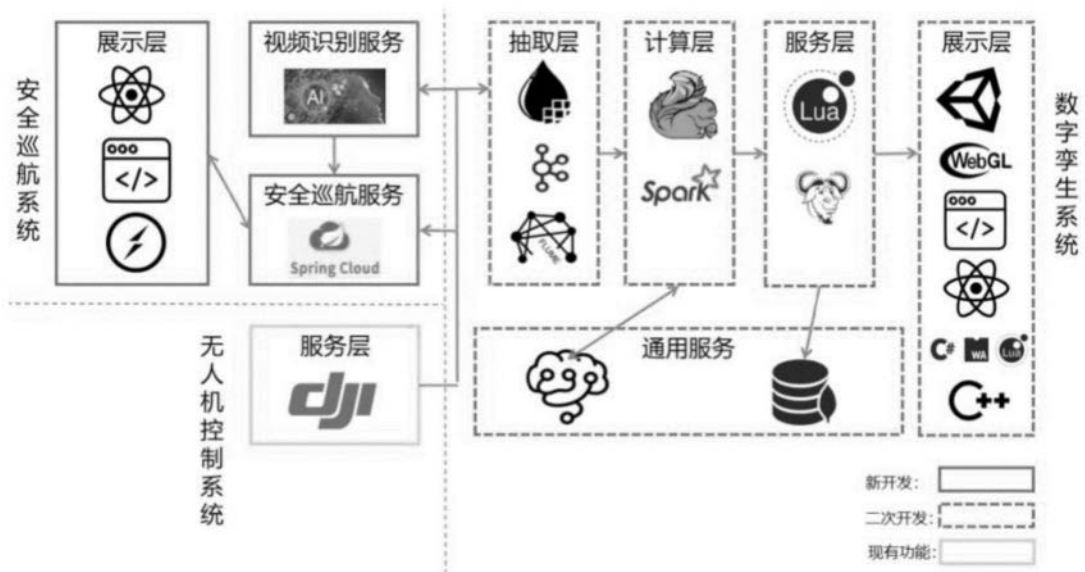 安全巡航系统
展示层
</>
视频识别服务
AI
安全巡航服务
Spring Cloud
无人机控制系统
服务层
dji
抽取层
FLUME
计算层
Spark
服务层
Lua
通用服务
展示层
WebGL
</>
C#
WA
Lua
C++
数字孪生系统
新开发:
二次开发:
现有功能: